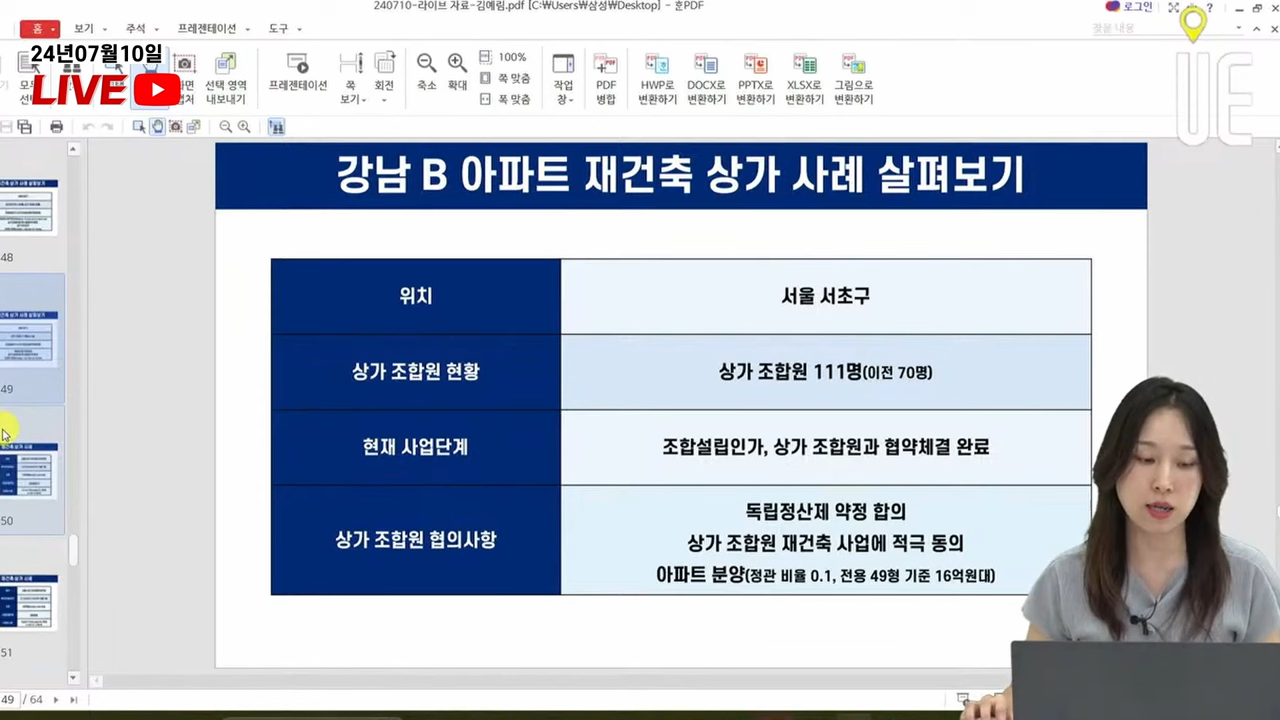 240710-라이브 자료-김예림.pdf [C:₩Users₩삼성₩Desktop] - 훈PDF
로그인
홈 보기 주석 프레젠테이션 도구
찾을 내용
24년07월10일
LIVE
UE
선택 영역
내보내기
프레젠테이션
보기
회전
축소
확대
100%
쪽 맞춤
폭 맞춤
작업
창
PDF
병합
HWP로
변환하기
DOCX로
변환하기
PPTX로
변환하기
XLSX로
변환하기
그림으로
변환하기
48
49
50
51
강남 B 아파트 재건축 상가 사례 살펴보기
위치
서울 서초구
상가 조합원 현황
상가 조합원 111명(이전 70명)
현재 사업단계
조합설립인가, 상가 조합원과 협약체결 완료
상가 조합원 협의사항
독립정산제 약정 합의
상가 조합원 재건축 사업에 적극 동의
아파트 분양(정관 비율 0.1, 전용 49형 기준 16억원대)
49 / 64